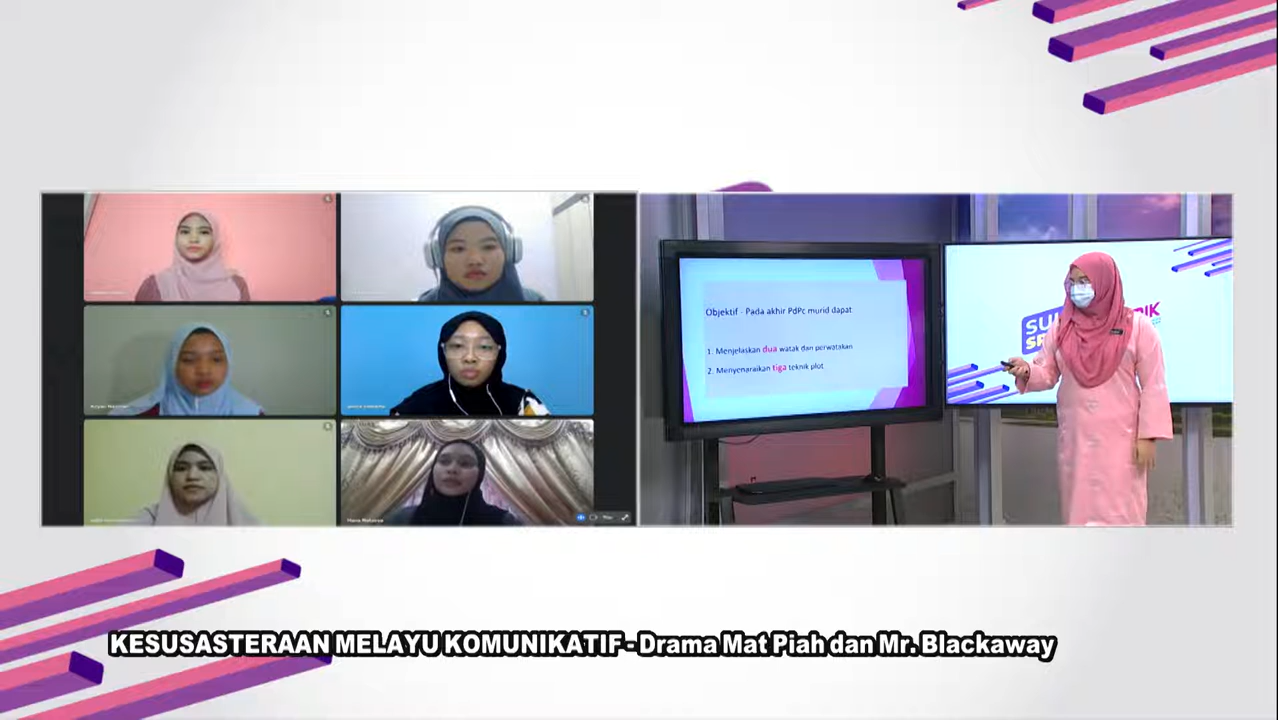 Objektif - Pada akhir PdPc murid dapat
1. Menjelaskan dua watak dan perwatakan
2. Menyenaraikan tiga teknik plot
KESUSASTERAAN MELAYU KOMUNIKATIF - Drama Mat Piah dan Mr. Blackaway